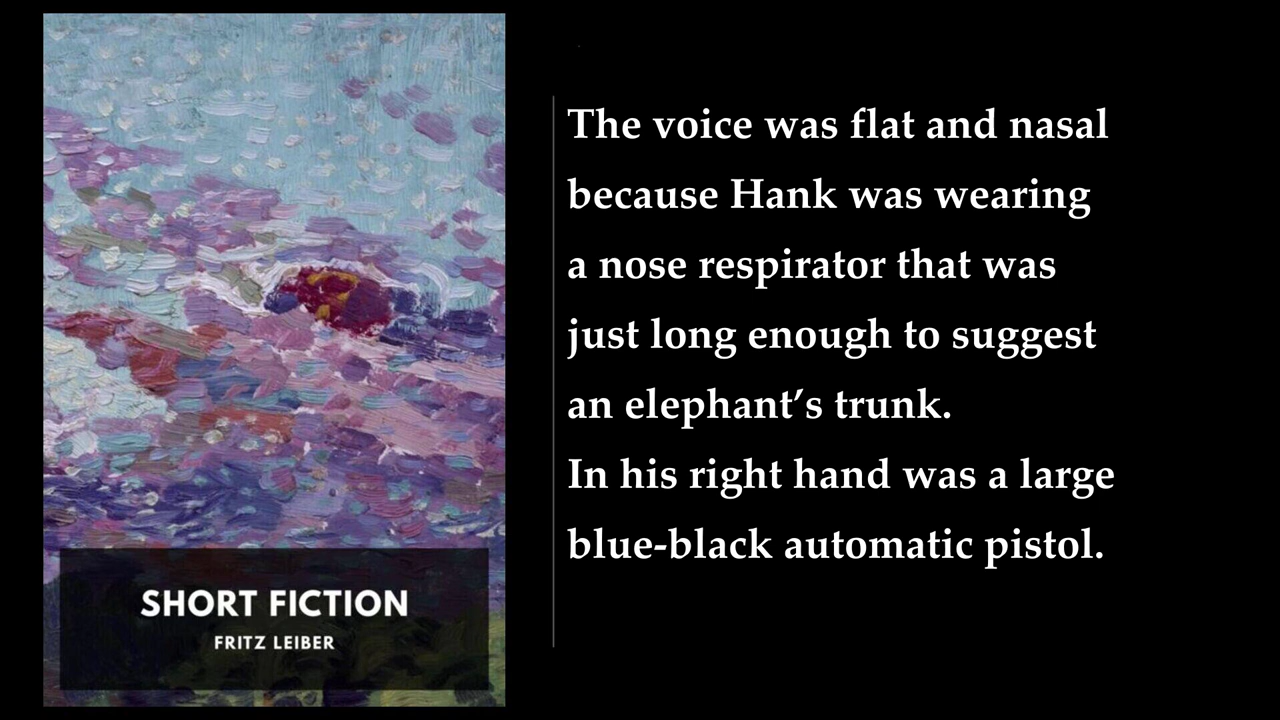 SHORT FICTION
FRITZ LEIBER
The voice was flat and nasal
because Hank was wearing
a nose respirator that was
just long enough to suggest
an elephant’s trunk.
In his right hand was a large
blue-black automatic pistol.